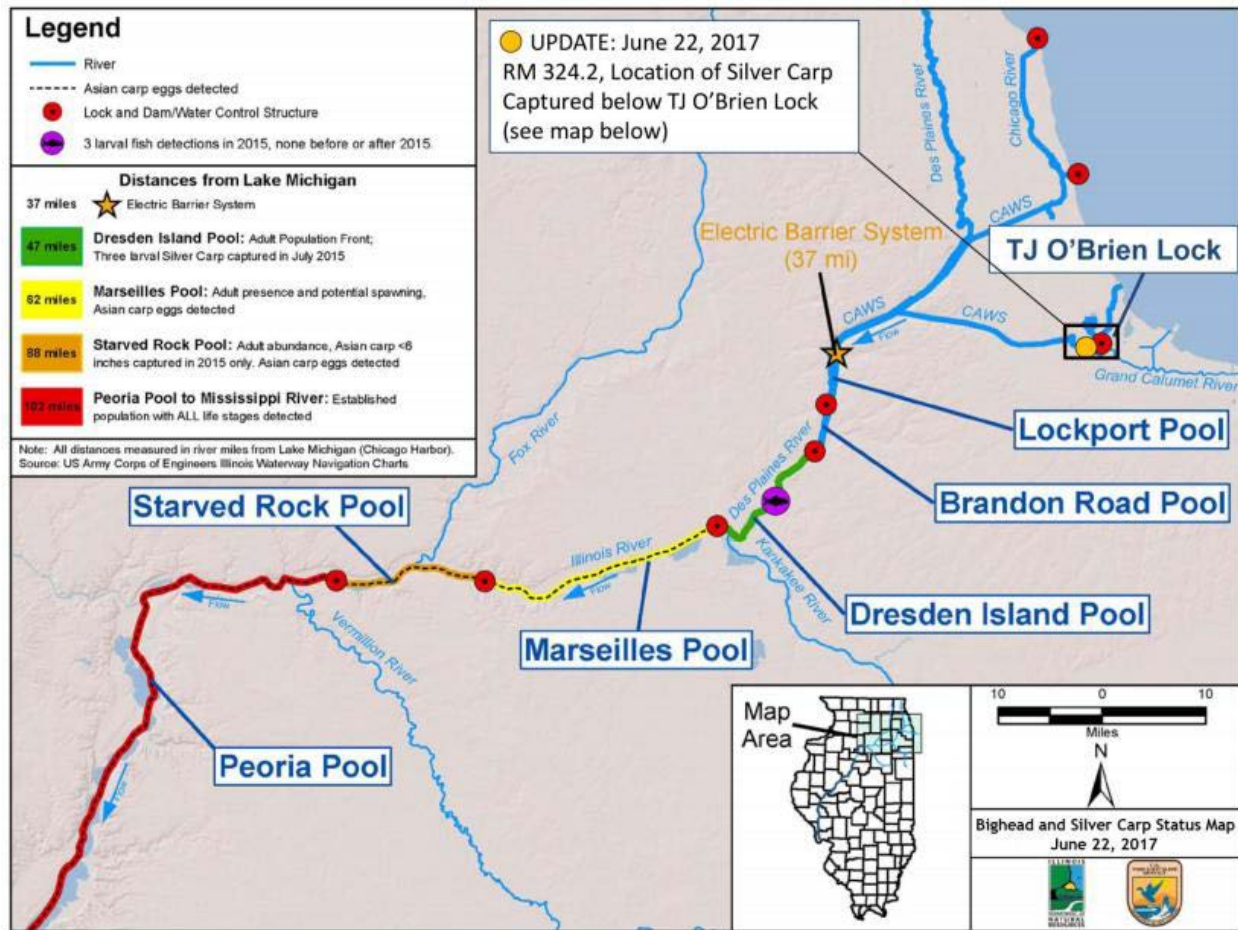 Legend
River
Asian carp eggs detected
Lock and Dam/Water Control Structure
3 larval fish detections in 2015, none before or after 2015.
Distances from Lake Michigan
37 miles Electric Barrier System
47 miles Dresden Island Pool: Adult Population Front;
Three larval Silver Carp captured in July 2015
62 miles Marseilles Pool: Adult presence and potential spawning,
Asian carp eggs detected
88 miles Starved Rock Pool: Adult abundance, Asian carp <6
inches captured in 2015 only. Asian carp eggs detected
102 miles Peoria Pool to Mississippi River: Established
population with ALL life stages detected
Note: All distances measured in river miles from Lake Michigan (Chicago Harbor).
Source: US Army Corps of Engineers Illinois Waterway Navigation Charts
UPDATE: June 22, 2017
RM 324.2, Location of Silver Carp
Captured below TJ O'Brien Lock
(see map below)
Des Plaines River
Chicago River
CAWS
Electric Barrier System
(37 mi)
TJ O'Brien Lock
CAWS
Flow
CAWS
Grand Calumet River
Lockport Pool
Fox River
Des Plaines River
Brandon Road Pool
Starved Rock Pool
Illinois River
Flow
Kankakee River
Dresden Island Pool
Flow
Vermillion River
Marseilles Pool
Peoria Pool
Flow
Map
Area
10 0 10
Miles
N
Bighead and Silver Carp Status Map
June 22, 2017
ILLINOIS
DEPARTMENT OF
NATURAL
RESOURCES
U.S.
FISH & WILDLIFE
SERVICE